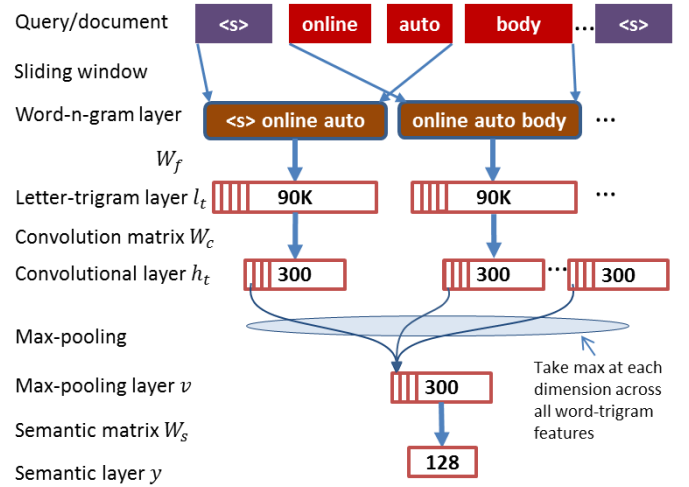 Query/document <s> online auto body ... <s>
Sliding window
Word-n-gram layer <s> online auto online auto body ...
W_f
Letter-trigram layer l_t 90K 90K ...
Convolution matrix W_c
Convolutional layer h_t 300 300 ... 300
Max-pooling
Take max at each
dimension across
all word-trigram
features
Max-pooling layer v 300
Semantic matrix W_s
Semantic layer y 128